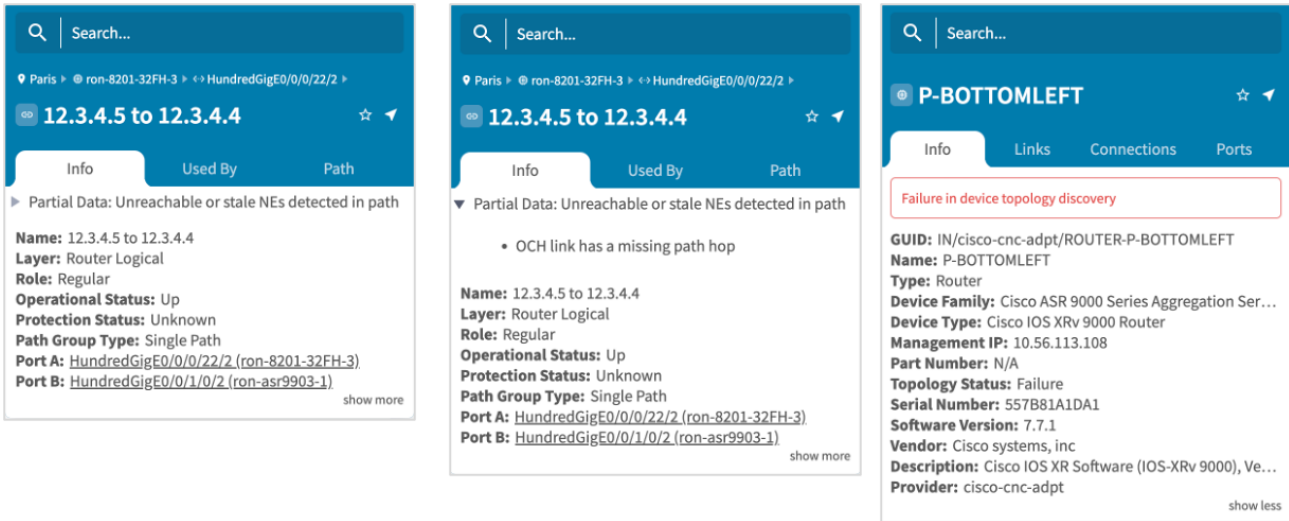 Search...
Paris ron-8201-32FH-3 HundredGigE0/0/0/22/2
12.3.4.5 to 12.3.4.4
Info Used By Path
Partial Data: Unreachable or stale NEs detected in path
Name: 12.3.4.5 to 12.3.4.4
Layer: Router Logical
Role: Regular
Operational Status: Up
Protection Status: Unknown
Path Group Type: Single Path
Port A: HundredGigE0/0/0/22/2 (ron-8201-32FH-3)
Port B: HundredGigE0/0/1/0/2 (ron-asr9903-1)
show more
Search...
Paris ron-8201-32FH-3 HundredGigE0/0/0/22/2
12.3.4.5 to 12.3.4.4
Info Used By Path
Partial Data: Unreachable or stale NEs detected in path
• OCH link has a missing path hop
Name: 12.3.4.5 to 12.3.4.4
Layer: Router Logical
Role: Regular
Operational Status: Up
Protection Status: Unknown
Path Group Type: Single Path
Port A: HundredGigE0/0/0/22/2 (ron-8201-32FH-3)
Port B: HundredGigE0/0/1/0/2 (ron-asr9903-1)
show more
Search...
P-BOTTOMLEFT
Info Links Connections Ports
Failure in device topology discovery
GUID: IN/cisco-cnc-adpt/ROUTER-P-BOTTOMLEFT
Name: P-BOTTOMLEFT
Type: Router
Device Family: Cisco ASR 9000 Series Aggregation Ser...
Device Type: Cisco IOS XRv 9000 Router
Management IP: 10.56.113.108
Part Number: N/A
Topology Status: Failure
Serial Number: 557B81A1DA1
Software Version: 7.7.1
Vendor: Cisco systems, inc
Description: Cisco IOS XR Software (IOS-XRv 9000), Ve...
Provider: cisco-cnc-adpt
show less